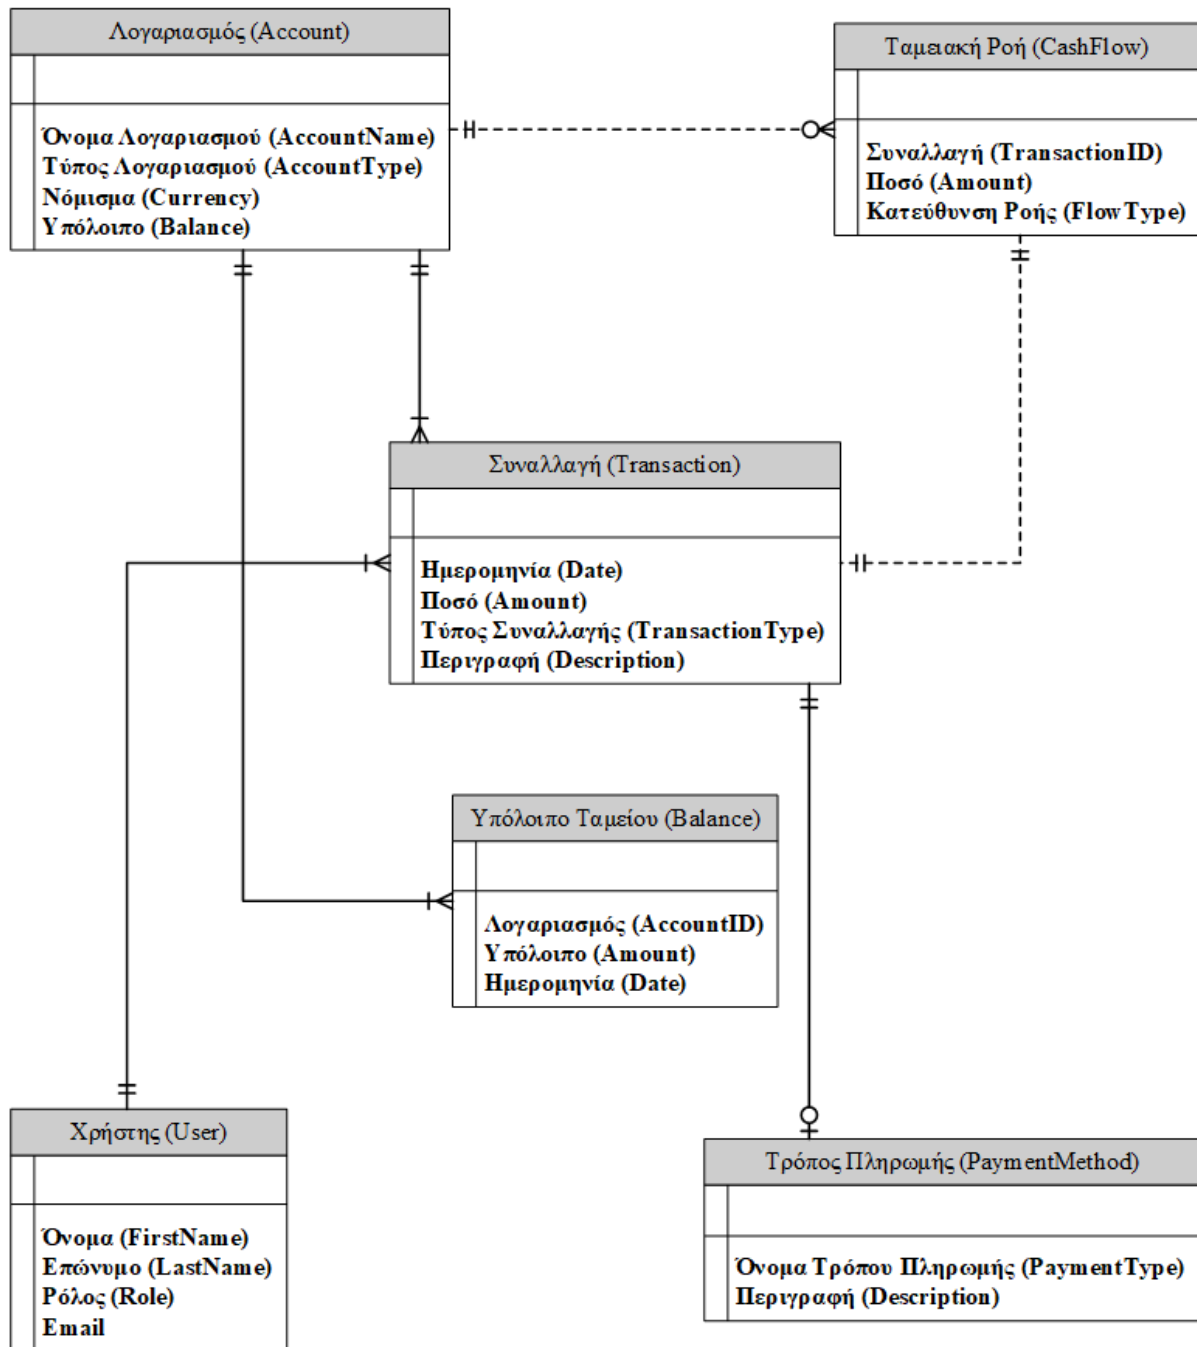 Λογαριασμός (Account)
Όνομα Λογαριασμού (AccountName)
Τύπος Λογαριασμού (AccountType)
Νόμισμα (Currency)
Υπόλοιπο (Balance)
Ταμειακή Ροή (CashFlow)
Συναλλαγή (TransactionID)
Ποσό (Amount)
Κατεύθυνση Ροής (FlowType)
Συναλλαγή (Transaction)
Ημερομηνία (Date)
Ποσό (Amount)
Τύπος Συναλλαγής (TransactionType)
Περιγραφή (Description)
Υπόλοιπο Ταμείου (Balance)
Λογαριασμός (AccountID)
Υπόλοιπο (Amount)
Ημερομηνία (Date)
Χρήστης (User)
Όνομα (FirstName)
Επώνυμο (LastName)
Ρόλος (Role)
Email
Τρόπος Πληρωμής (PaymentMethod)
Όνομα Τρόπου Πληρωμής (PaymentType)
Περιγραφή (Description)